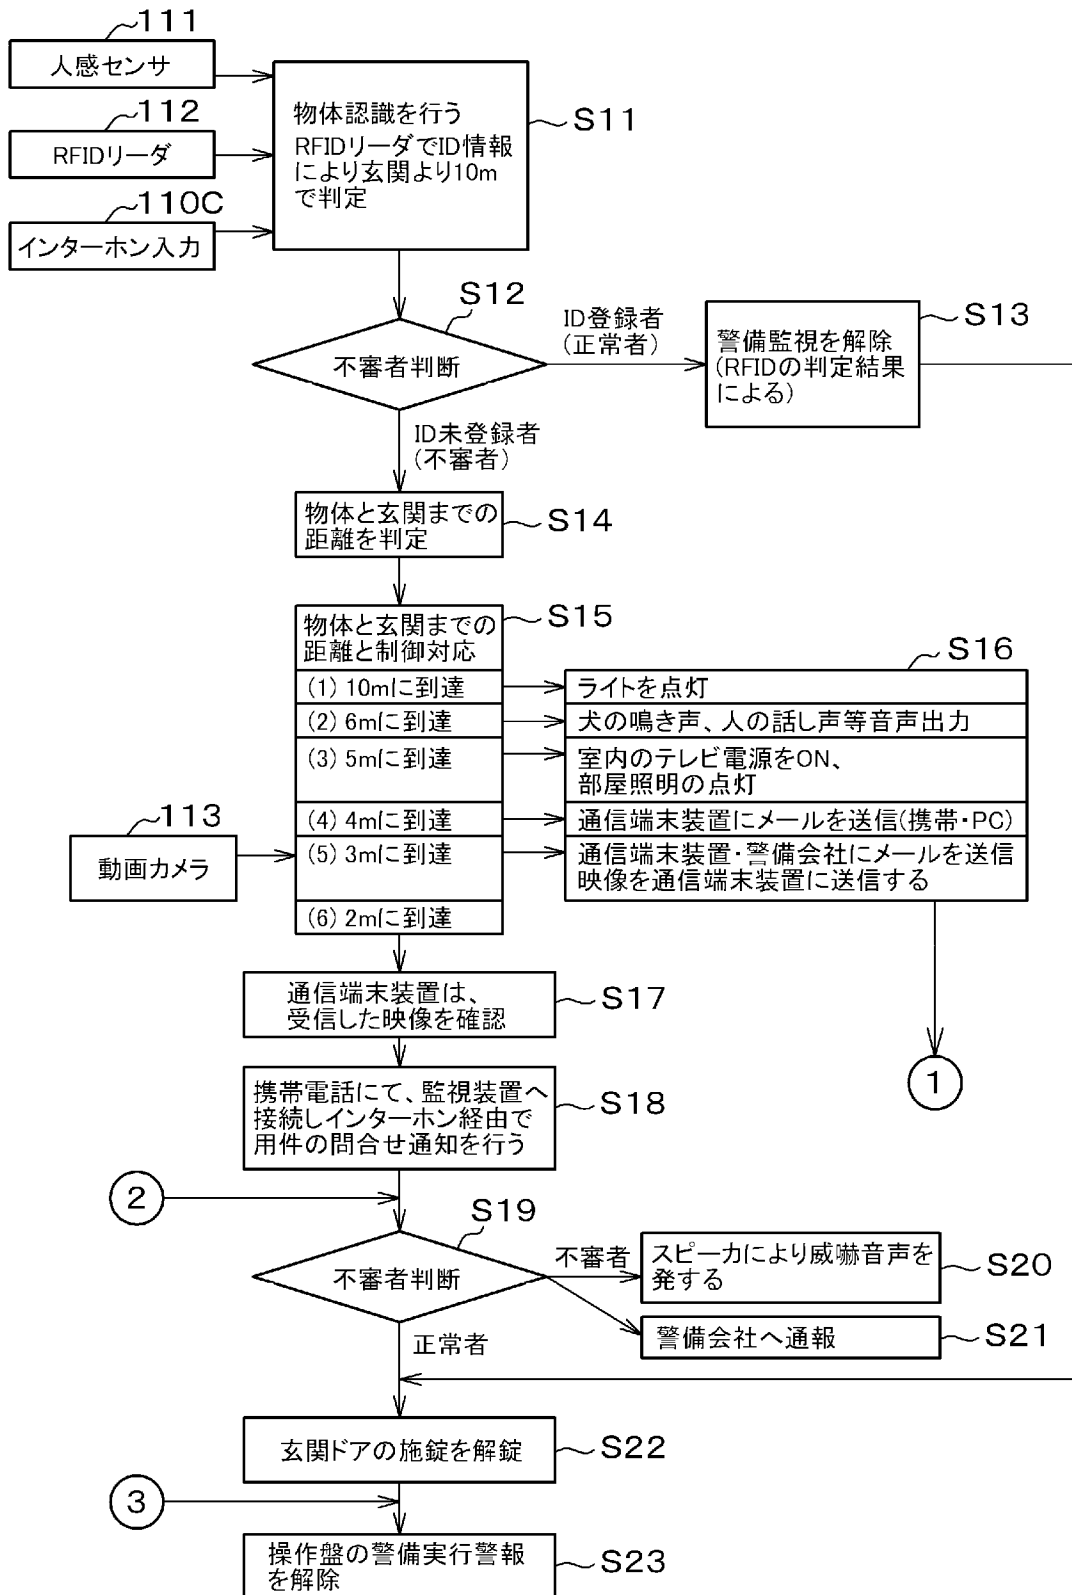 111
人感センサ
112
RFIDリーダ
110C
インターホン入力
物体認識を行う
RFIDリーダでID情報
により玄関より10m
で判定
S11
S12
不審者判断
ID登録者
(正常者)
警備監視を解除
(RFIDの判定結果
による)
S13
ID未登録者
(不審者)
物体と玄関までの
距離を判定
S14
物体と玄関までの
距離と制御対応
S15
S16
(1) 10mに到達
ライトを点灯
(2) 6mに到達
犬の鳴き声、人の話し声等音声出力
(3) 5mに到達
室内のテレビ電源をON、
部屋照明の点灯
(4) 4mに到達
通信端末装置にメールを送信(携帯・PC)
113
動画カメラ
(5) 3mに到達
通信端末装置・警備会社にメールを送信
映像を通信端末装置に送信する
(6) 2mに到達
通信端末装置は、
受信した映像を確認
S17
1
携帯電話にて、監視装置へ
接続しインターホン経由で
用件の問合せ通知を行う
S18
2
S19
不審者判断
不審者
スピーカにより威嚇音声を
発する
S20
警備会社へ通報
S21
正常者
玄関ドアの施錠を解錠
S22
3
操作盤の警備実行警報
を解除
S23